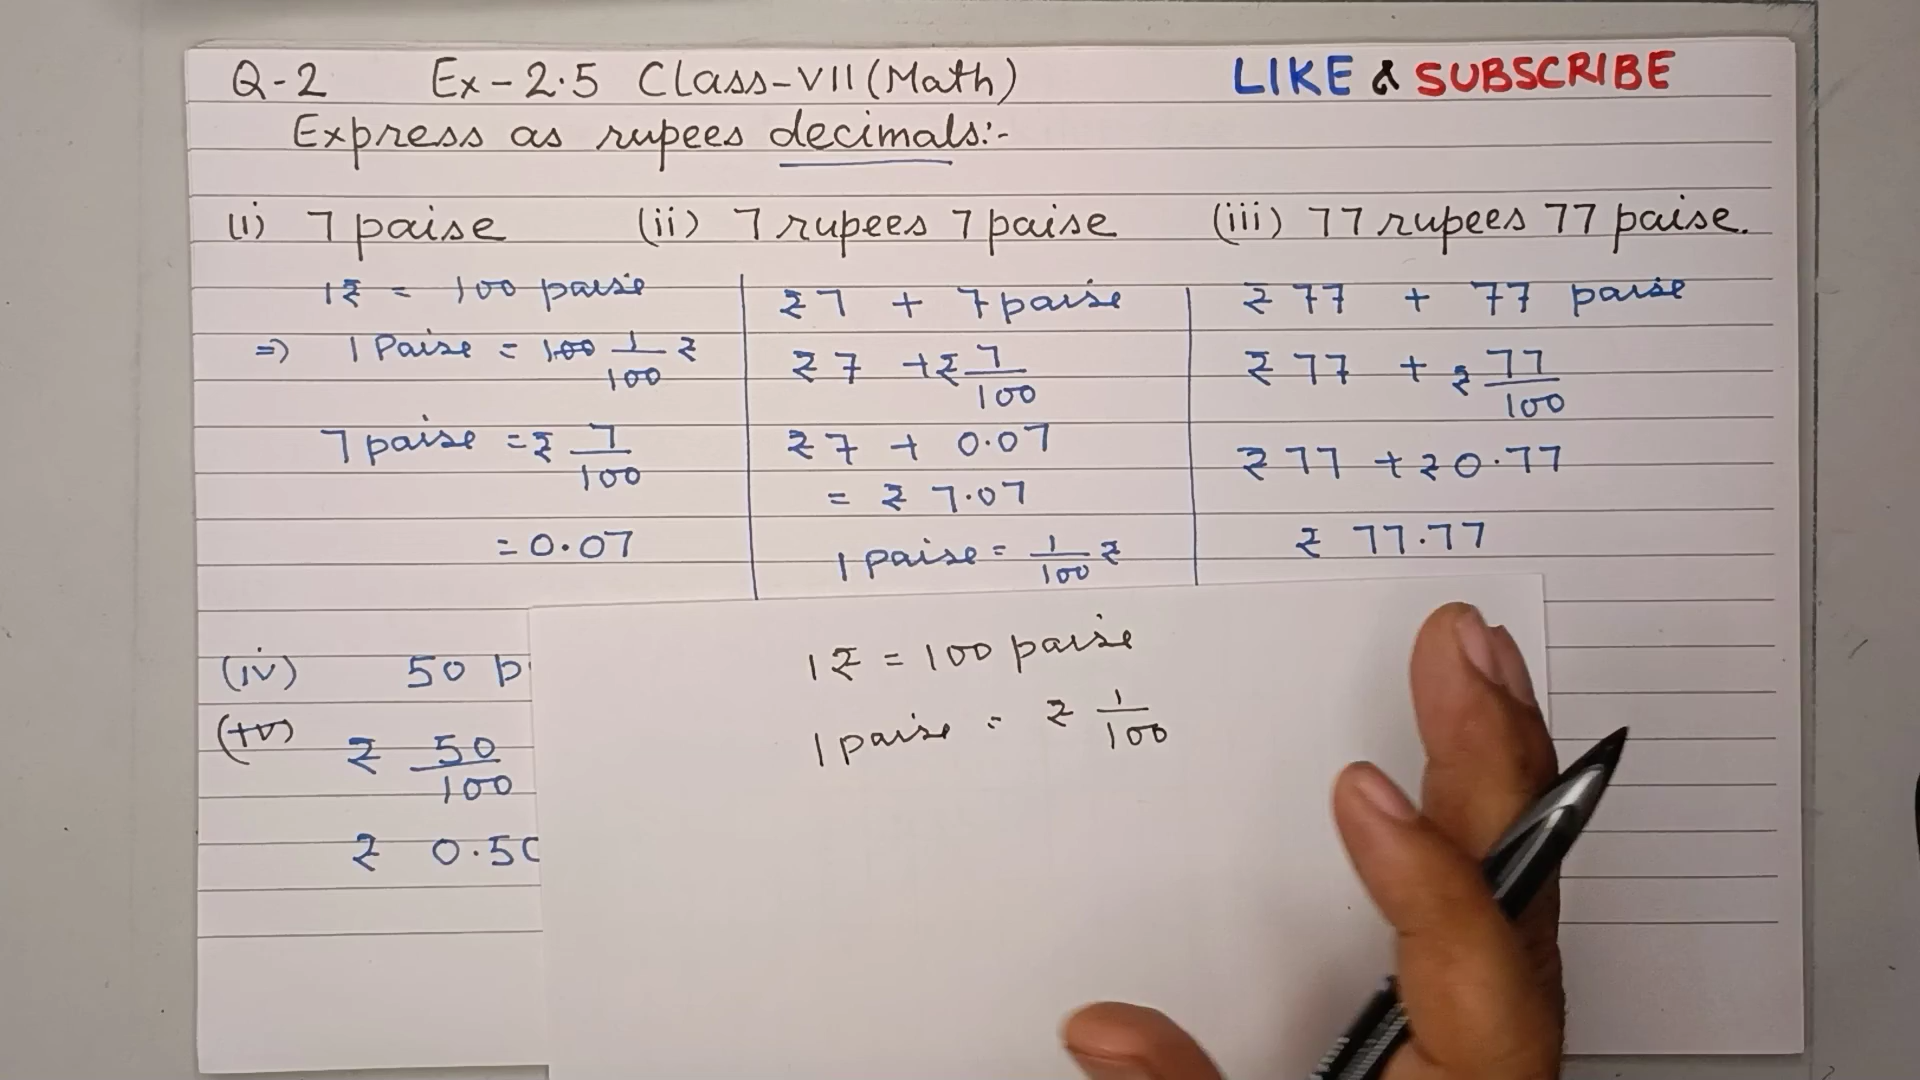 Q-2 Ex-2.5 Class-VII (Math) LIKE & SUBSCRIBE
Express as rupees decimals:-
(i) 7 paise (ii) 7 rupees 7 paise (iii) 77 rupees 77 paise.
1₹ = 100 paise
⇒ 1 Paise = 100 1/100 ₹
7 paise = ₹ 7/100
= 0.07
₹7 + 7 paise
₹ 7 + ₹ 7/100
₹ 7 + 0.07
= ₹ 7.07
1 paise = 1/100 ₹
₹ 77 + 77 paise
₹ 77 + ₹ 77/100
₹ 77 + ₹ 0.77
₹ 77.77
(iv) 50 p
₹ 50/100
₹ 0.50
1₹ = 100 paise
1 paise = ₹ 1/100